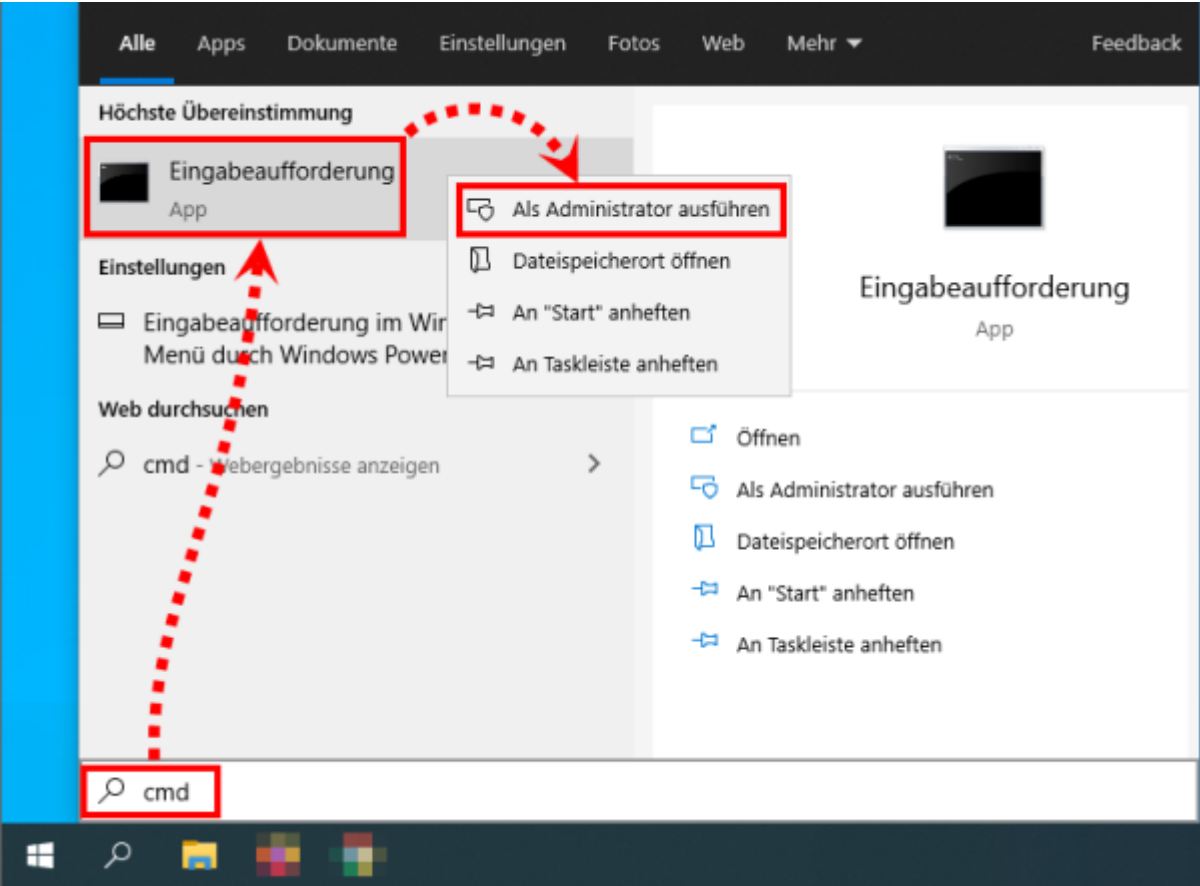 Alle Apps Dokumente Einstellungen Fotos Web Mehr Feedback
Höchste Übereinstimmung
Eingabeaufforderung
App
Als Administrator ausführen
Dateispeicherort öffnen
An "Start" anheften
An Taskleiste anheften
Einstellungen
Eingabeaufforderung im
Menü durch Windows
Web durchsuchen
cmd - Webergebnisse anzeigen
Eingabeaufforderung
App
Öffnen
Als Administrator ausführen
Dateispeicherort öffnen
An "Start" anheften
An Taskleiste anheften
cmd